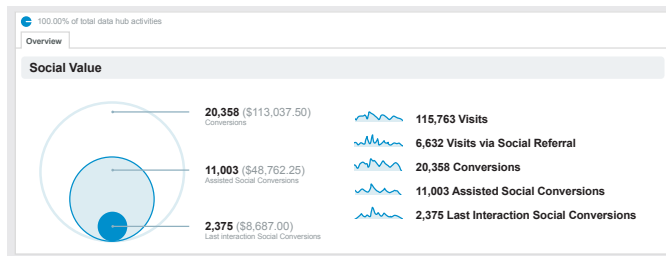 100.00% of total data hub activities
Overview
Social Value
20,358 ($113,037.50)
Conversions
11,003 ($48,762.25)
Assisted Social Conversions
2,375 ($8,687.00)
Last interaction Social Conversions
115,763 Visits
6,632 Visits via Social Referral
20,358 Conversions
11,003 Assisted Social Conversions
2,375 Last Interaction Social Conversions